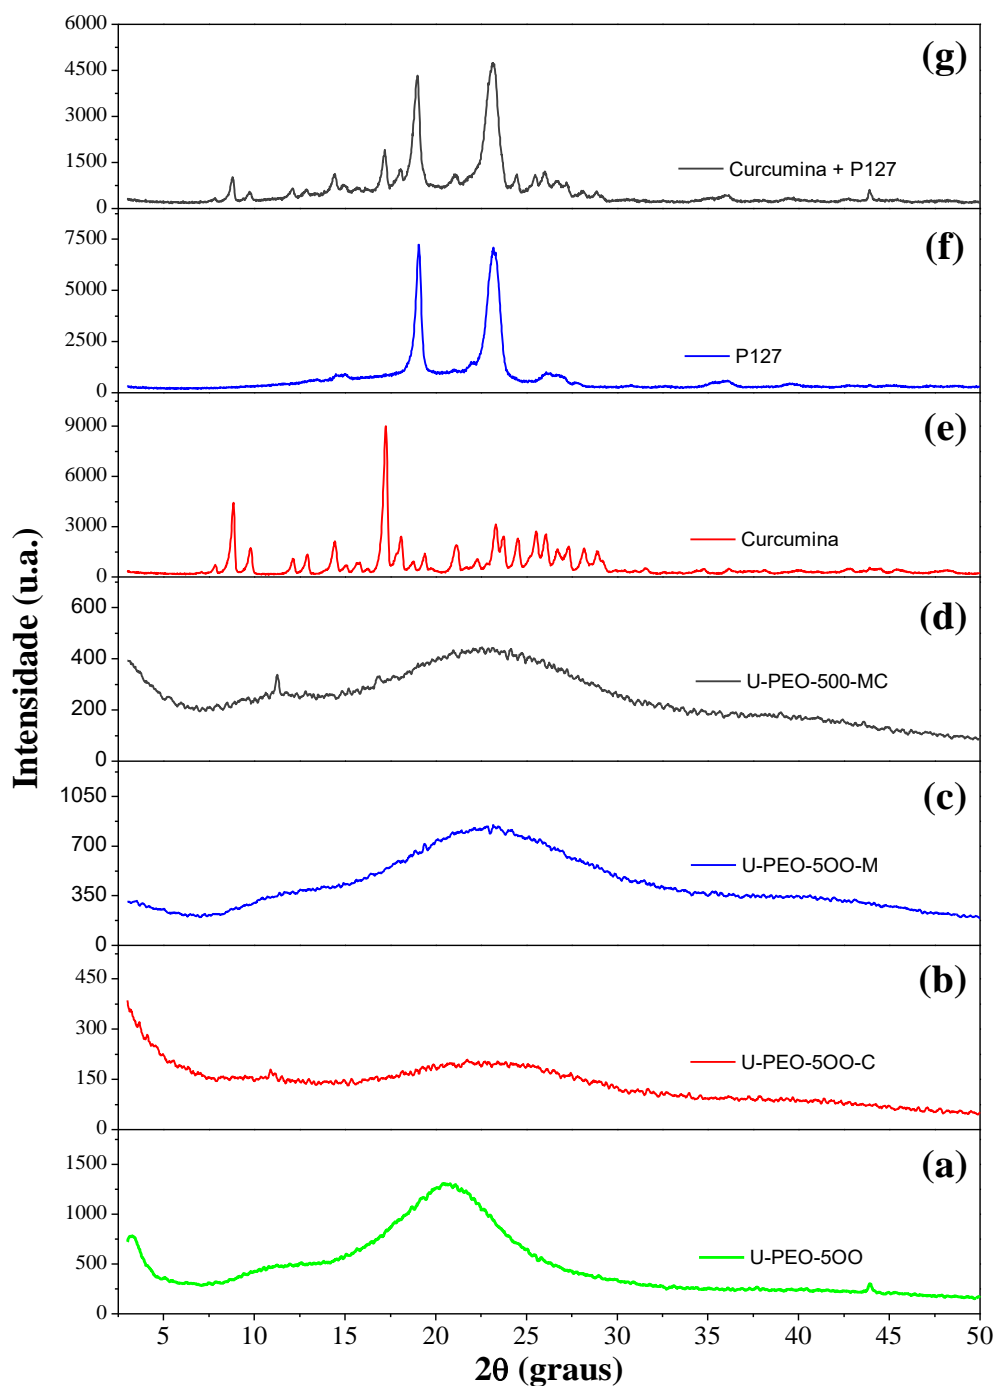 Intensidade (u.a.)
6000
4500
3000
1500
0
(g)
Curcumina + P127
7500
5000
2500
0
(f)
P127
9000
6000
3000
0
(e)
Curcumina
600
400
200
0
(d)
U-PEO-500-MC
1050
700
350
0
(c)
U-PEO-5OO-M
450
300
150
0
(b)
U-PEO-5OO-C
1500
1000
500
0
(a)
U-PEO-5OO
5 10 15 20 25 30 35 40 45 50
2θ (graus)